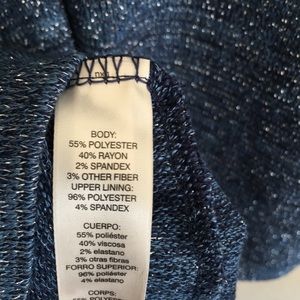 BODY:
55% POLYESTER
40% RAYON
2% SPANDEX
3% OTHER FIBER
UPPER LINING:
96% POLYESTER
4% SPANDEX
CUERPO:
55% poliéster
40% viscosa
2% elastano
3% otras fibras
FORRO SUPERIOR:
96% poliéster
4% elastano
CORPS: